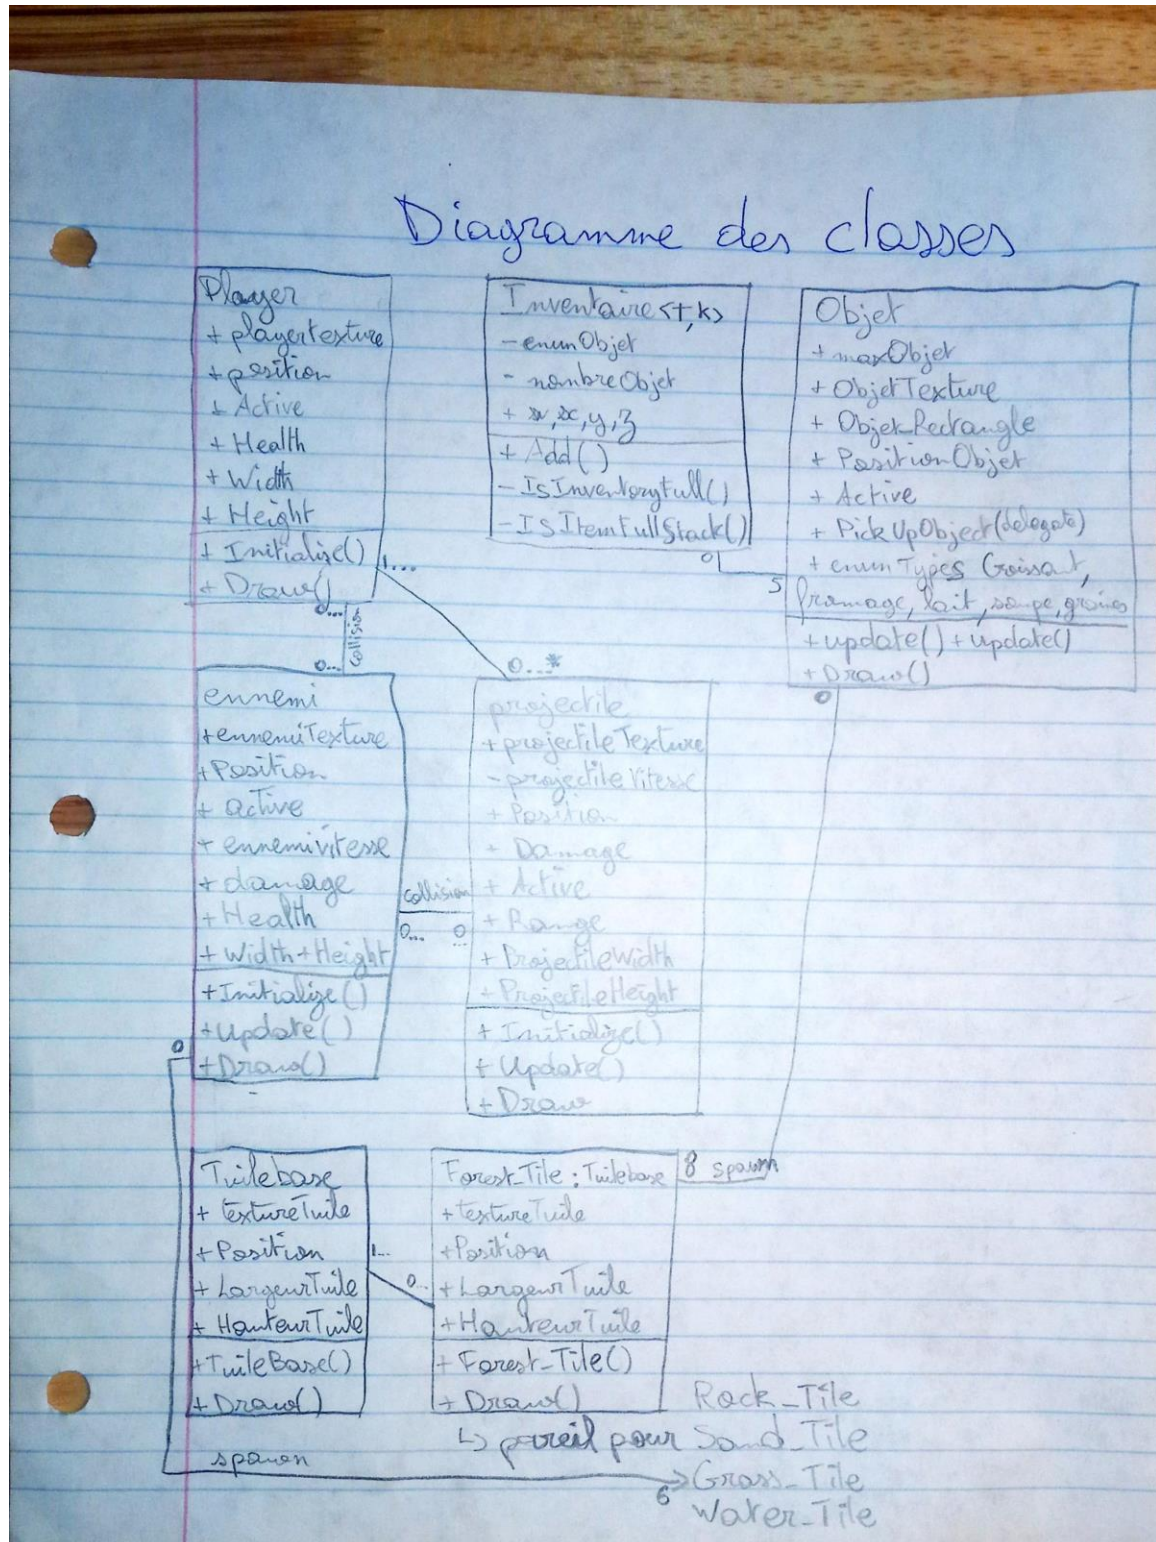 Diagramme des classes
Player
+ playertexture
+ position
+ Active
+ Health
+ Width
+ Height
+ Initialize()
+ Draw()
Inventaire<T,K>
- enumObjet
- nombreObjet
x, y, z
+ Add()
- IsInventoryFull()
- IsItemFullStack()
Objet
+ maxObjet
+ ObjetTexture
+ Objet_Rectangle
+ PositionObjet
+ Active
+ PickUpObject(delegate)
+ enum Types Croissant,
fromage, lait, soupe, graines
+ update() + update()
+ Draw()
0
5
1...
0...*
0...
collision
0...
ennemi
+ennemiTexture
+Position
+ active
+ ennemivitesse
+ damage
+ Health
+ Width+Height
+Initialize()
+Update()
+Draw()
collision
0... 0...
projectile
+ projectileTexture
- projectileVitesse
+ Position
+ Damage
+ Active
+ Range
+ ProjectileWidth
+ ProjectileHeight
+ Initialize()
+ Update()
+ Draw
0
0
Tuilebase
+ textureTuile
+ Position
+ LargeurTuile
+ HauteurTuile
+TuileBase()
+ Draw()
1...
0...
Forest_Tile : Tuilebase
+textureTuile
+Position
+ LargeurTuile
+HauteurTuile
+ Forest_Tile()
+ Draw()
8 spawn
↳ pareil pour
Rock_Tile
Sand_Tile
Grass_Tile
Water_Tile
spawn
6